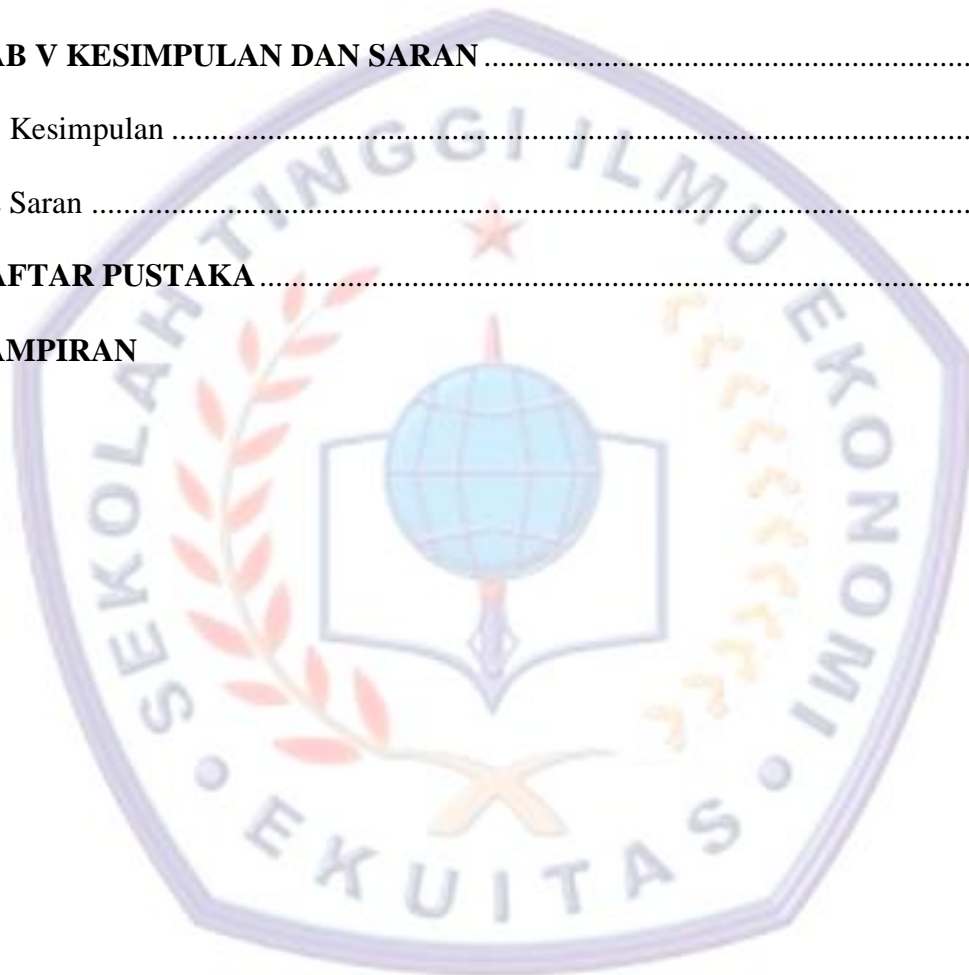 AB V KESIMPULAN DAN SARAN ............................................................
Kesimpulan ....................................................................................................
Saran ..............................................................................................................
AFTAR PUSTAKA .........................................................................................
AMPIRAN
SEKOLAH TINGGI ILMU EKONOMI
• EKUITAS •